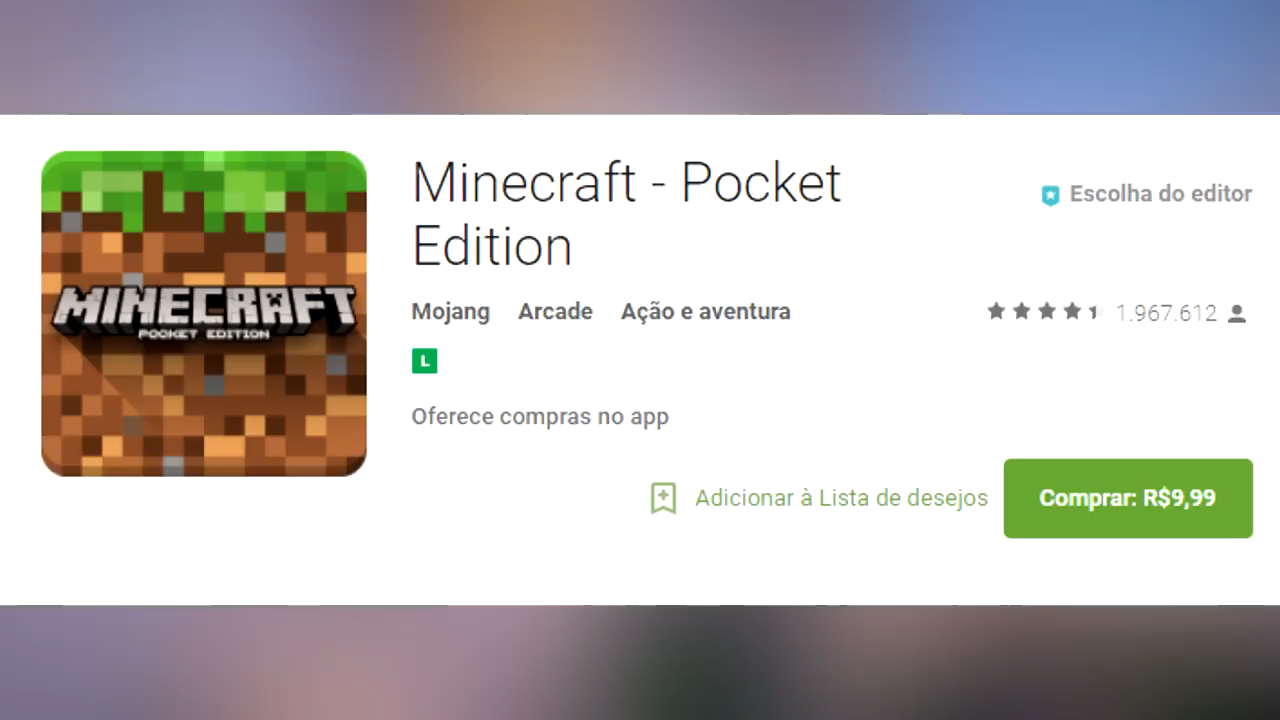 Minecraft - Pocket
Edition
Escolha do editor
Mojang Arcade Ação e aventura
1.967.612
L
Oferece compras no app
Adicionar à Lista de desejos
Comprar: R$9,99
MINECRAFT
POCKET EDITION